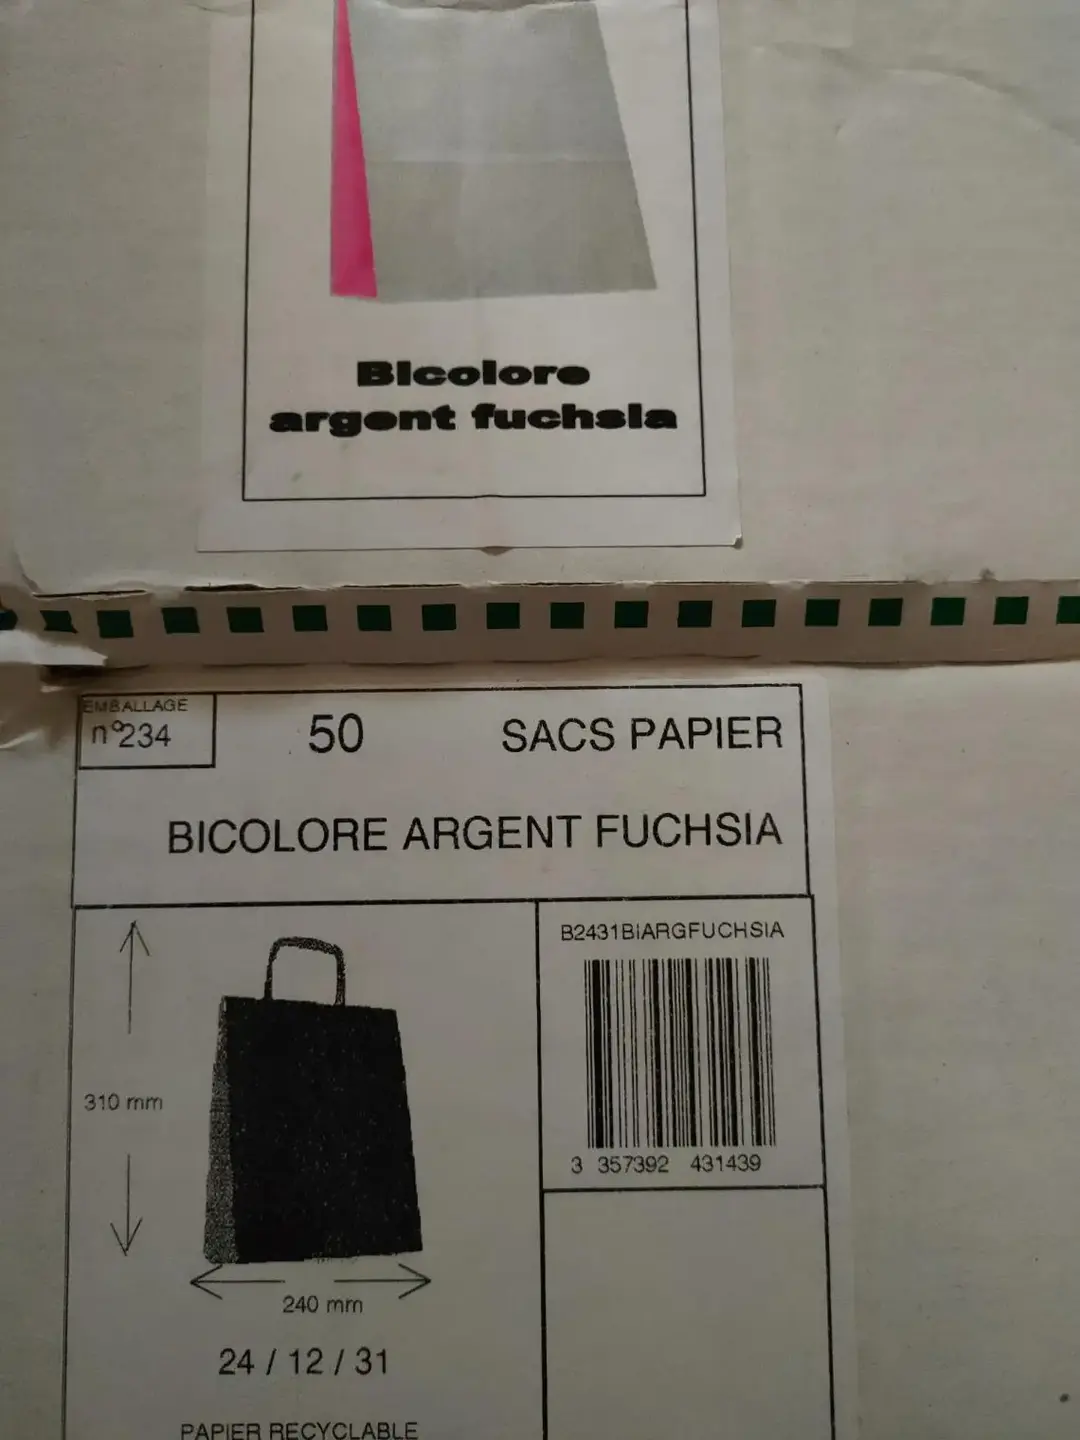 Bicolore
argent fuchsia
EMBALLAGE
n°234
50
SACS PAPIER
BICOLORE ARGENT FUCHSIA
B2431BIARGFUCHSIA
3 357392 431439
310 mm
240 mm
24 / 12 / 31
PAPIER RECYCLABLE